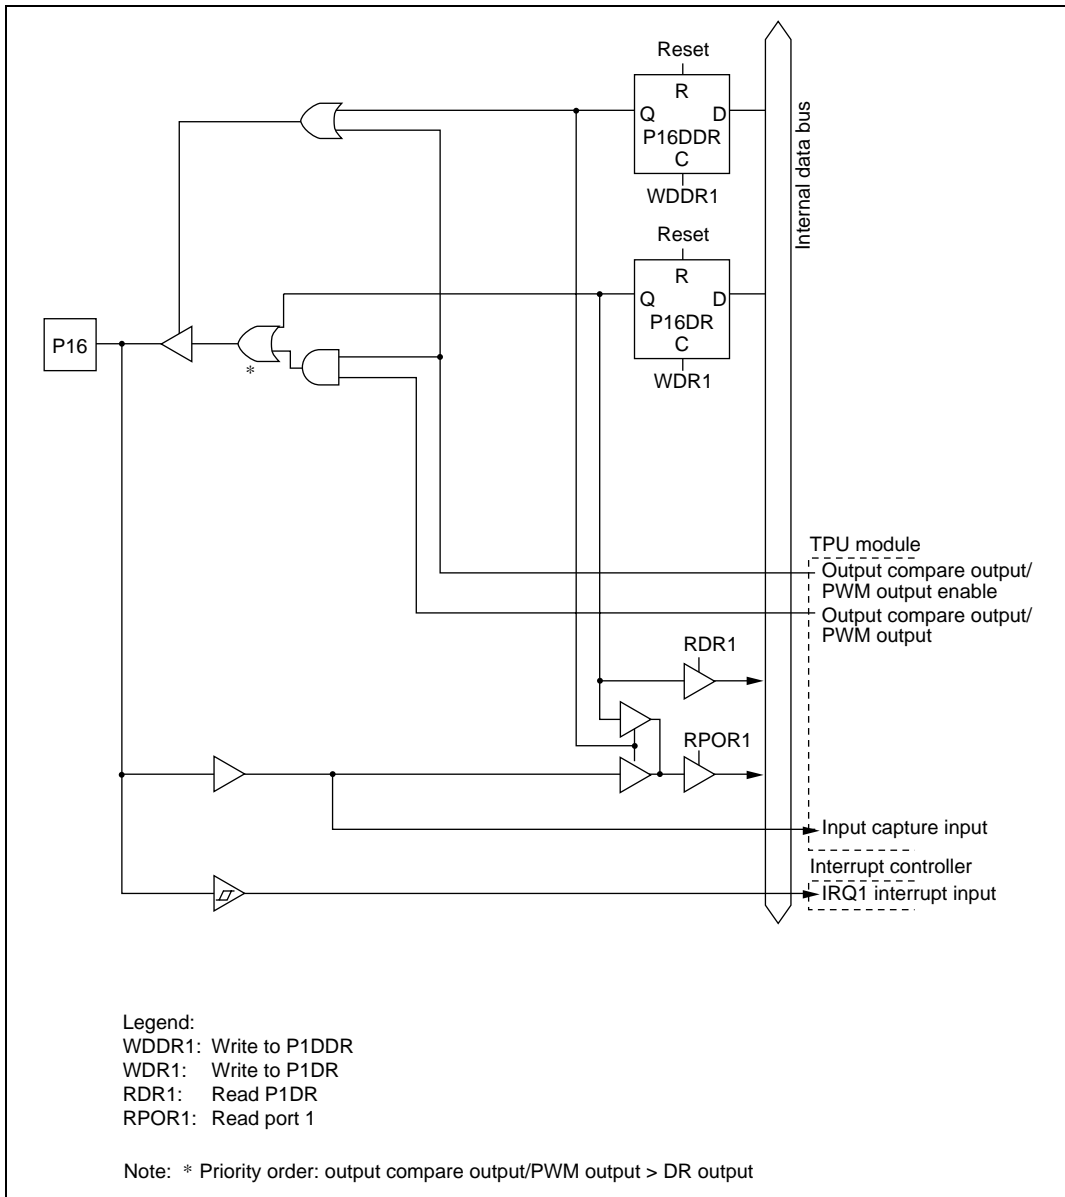 Reset
R
Q D
P16DDR
C
WDDR1
Internal data bus
Reset
R
Q D
P16DR
C
WDR1
P16
*
TPU module
Output compare output/
PWM output enable
Output compare output/
PWM output
RDR1
RPOR1
Input capture input
Interrupt controller
IRQ1 interrupt input
Legend:
WDDR1: Write to P1DDR
WDR1: Write to P1DR
RDR1: Read P1DR
RPOR1: Read port 1
Note: * Priority order: output compare output/PWM output > DR output